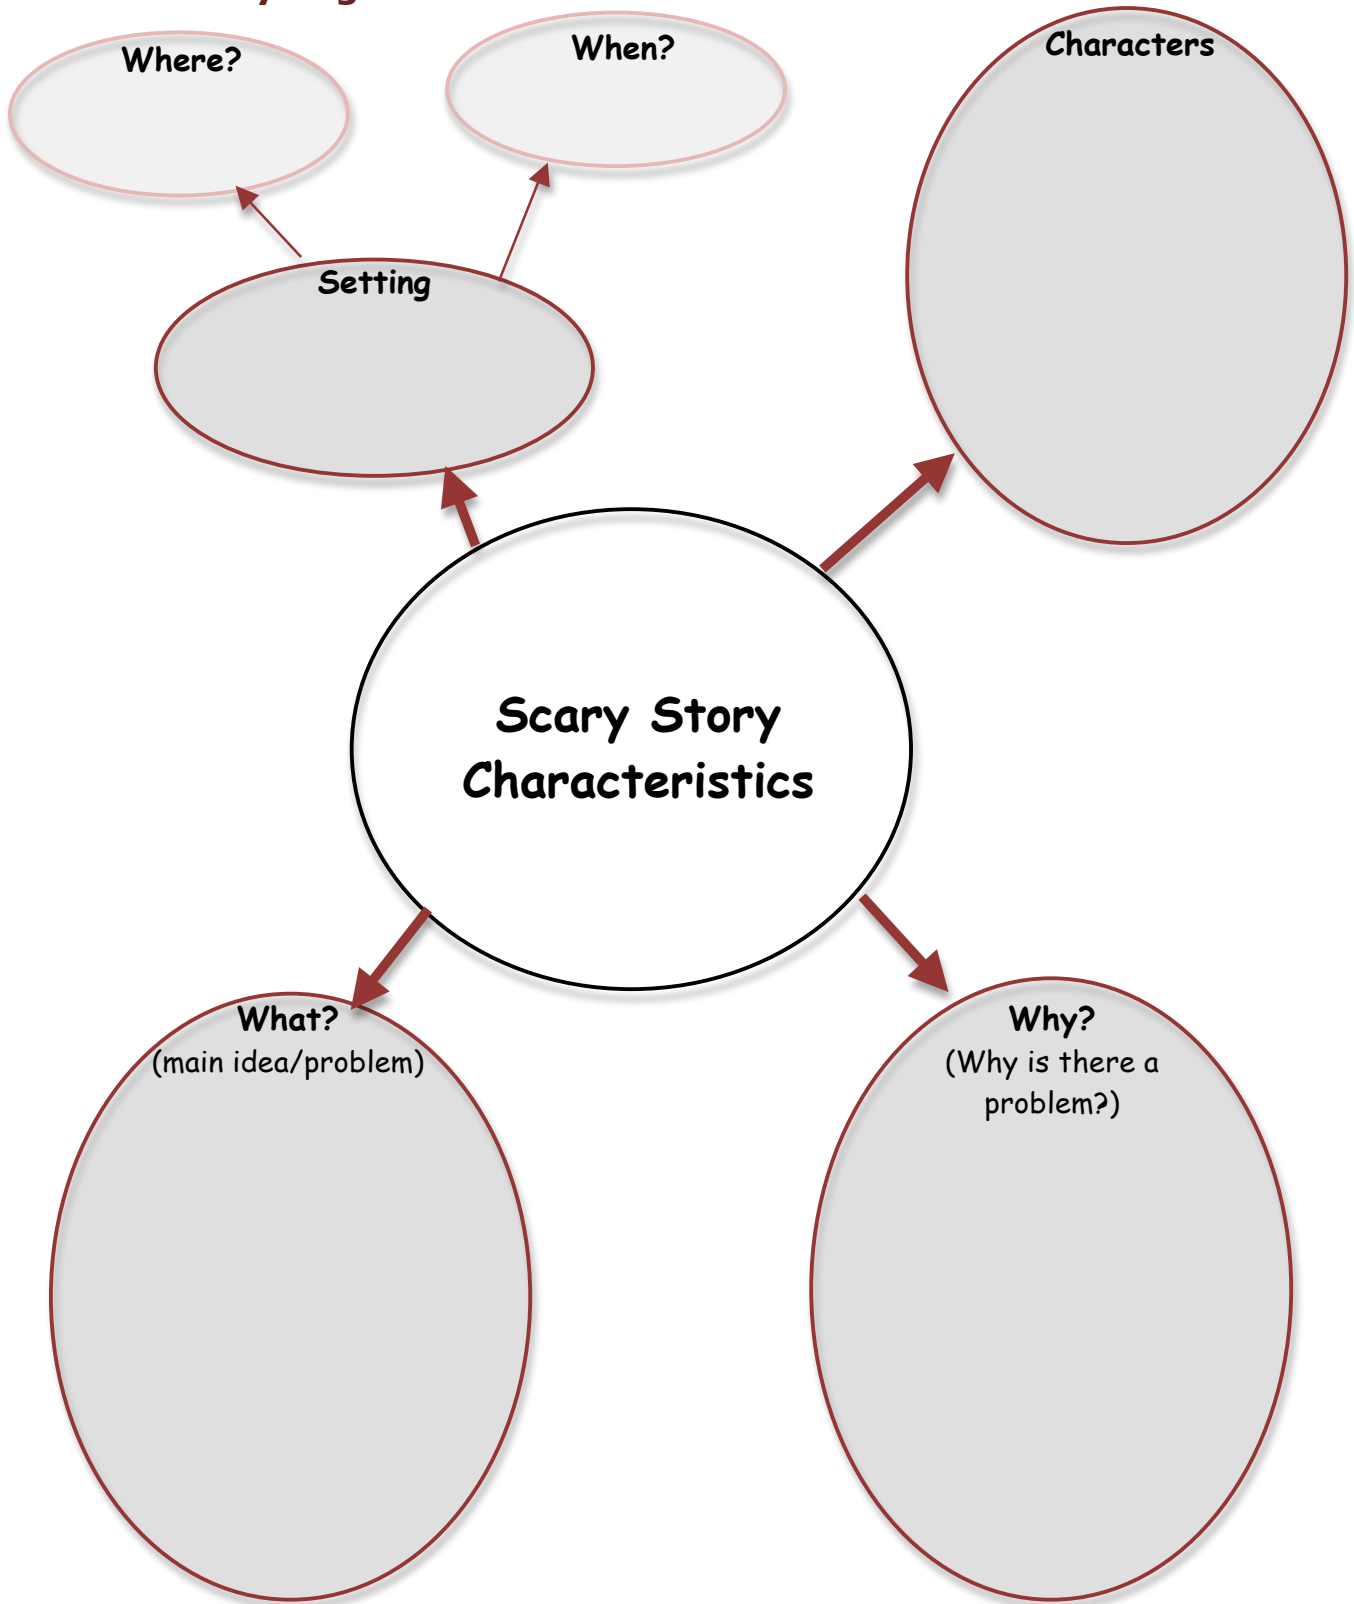 Where?
When?
Characters
Setting
Scary Story
Characteristics
What?
(main idea/problem)
Why?
(Why is there a
problem?)